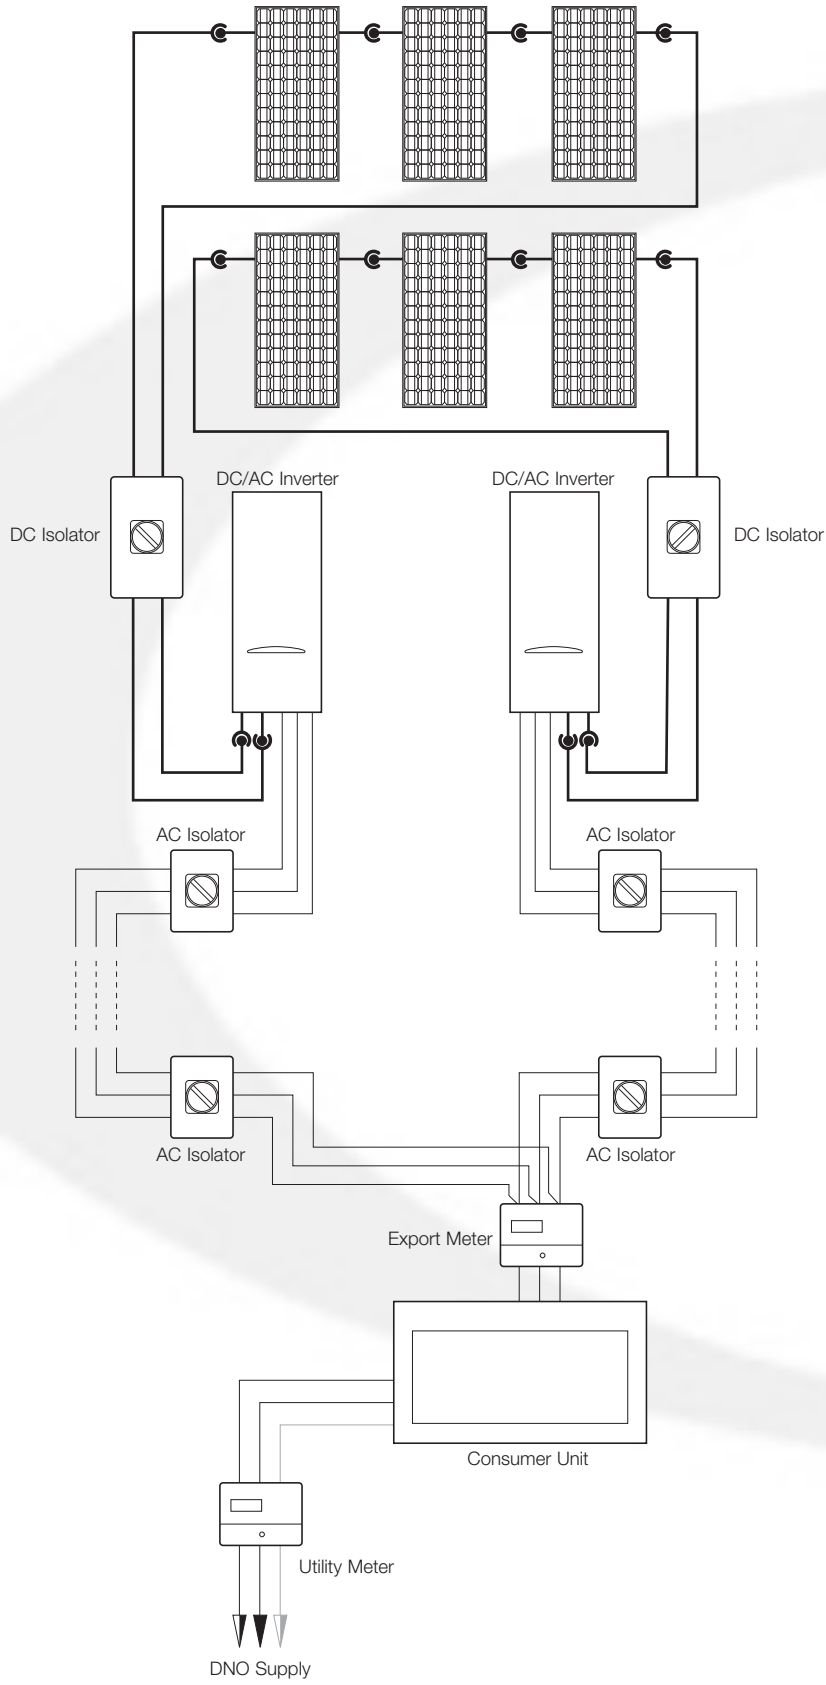 DC/AC Inverter
DC/AC Inverter
DC Isolator
DC Isolator
AC Isolator
AC Isolator
AC Isolator
AC Isolator
Export Meter
Consumer Unit
Utility Meter
DNO Supply